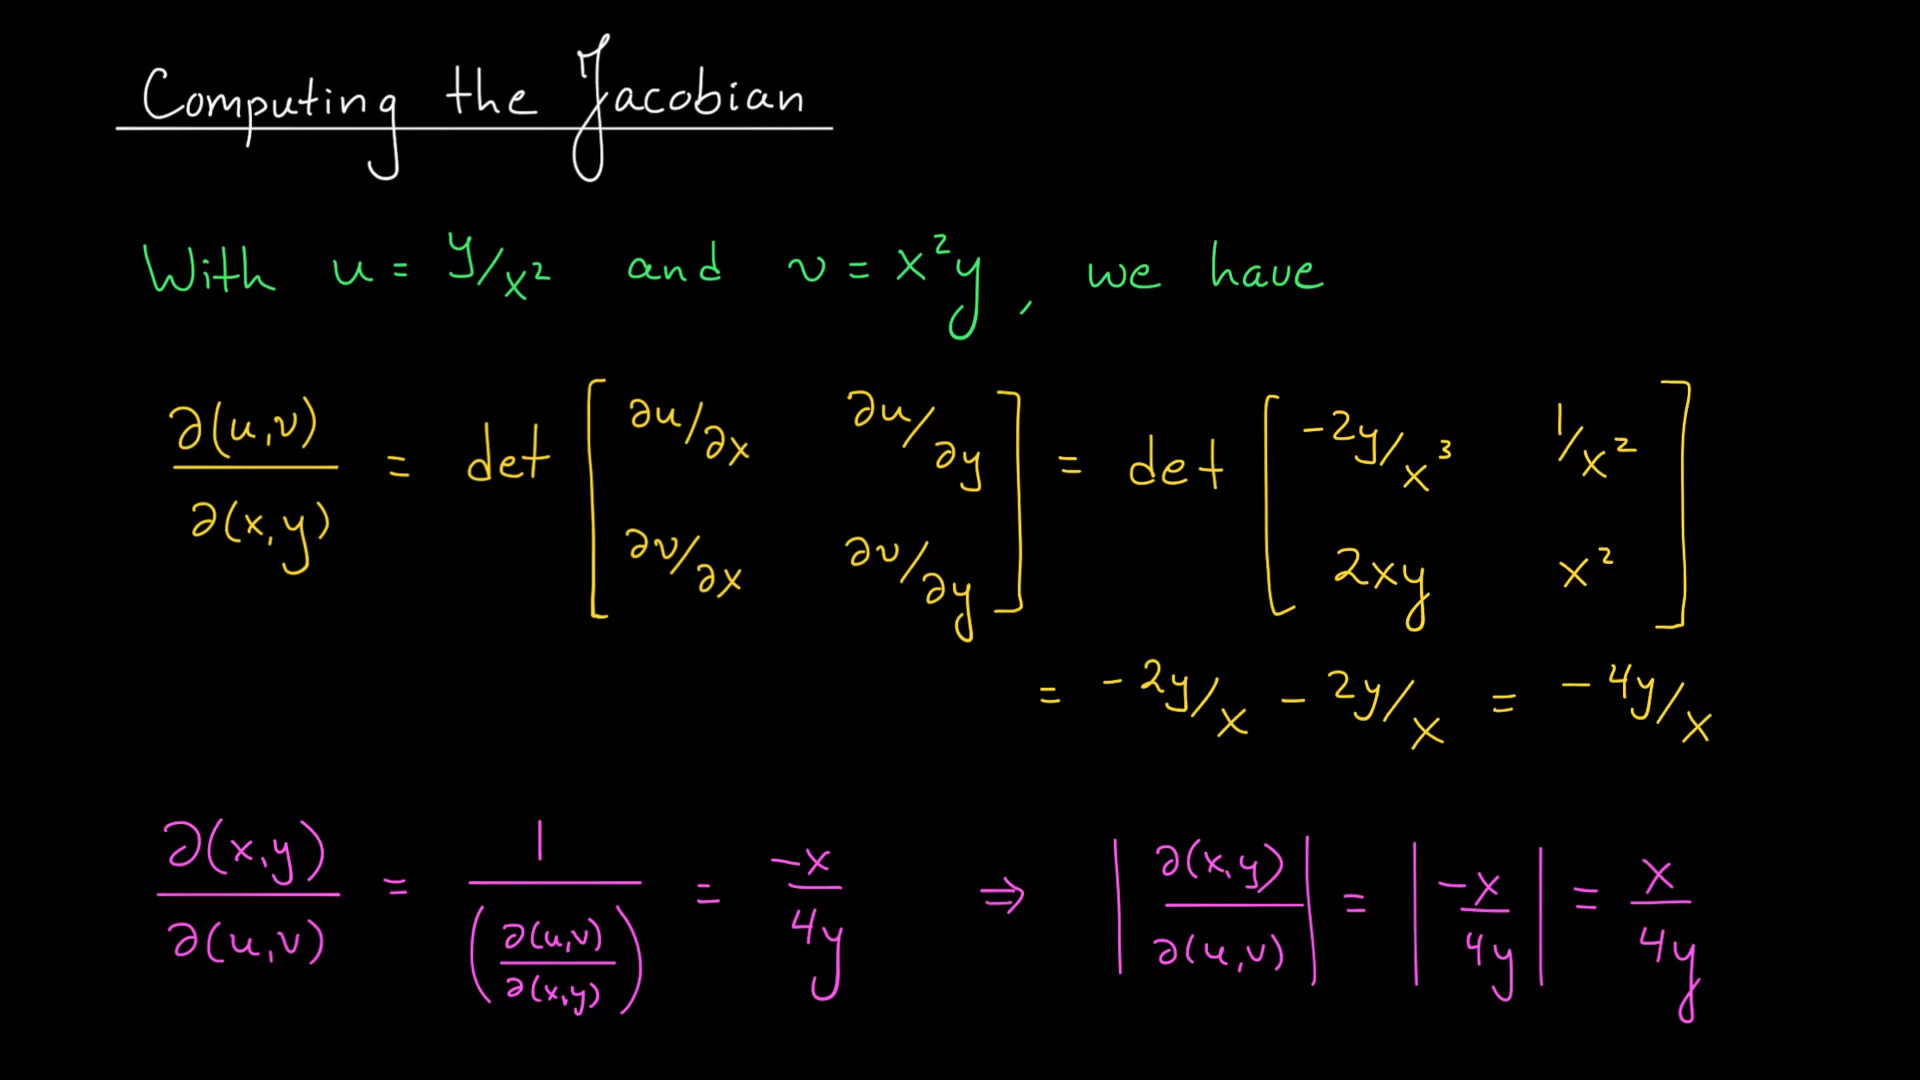 Computing the Jacobian
With u = y/x² and v = x²y, we have
∂(u,v)/∂(x,y) = det [ ∂u/∂x ∂u/∂y ; ∂v/∂x ∂v/∂y ] = det [ -2y/x³ 1/x² ; 2xy x² ]
= -2y/x - 2y/x = -4y/x
∂(x,y)/∂(u,v) = 1/(∂(u,v)/∂(x,y)) = -x/4y ⇒ |∂(x,y)/∂(u,v)| = |-x/4y| = x/4y